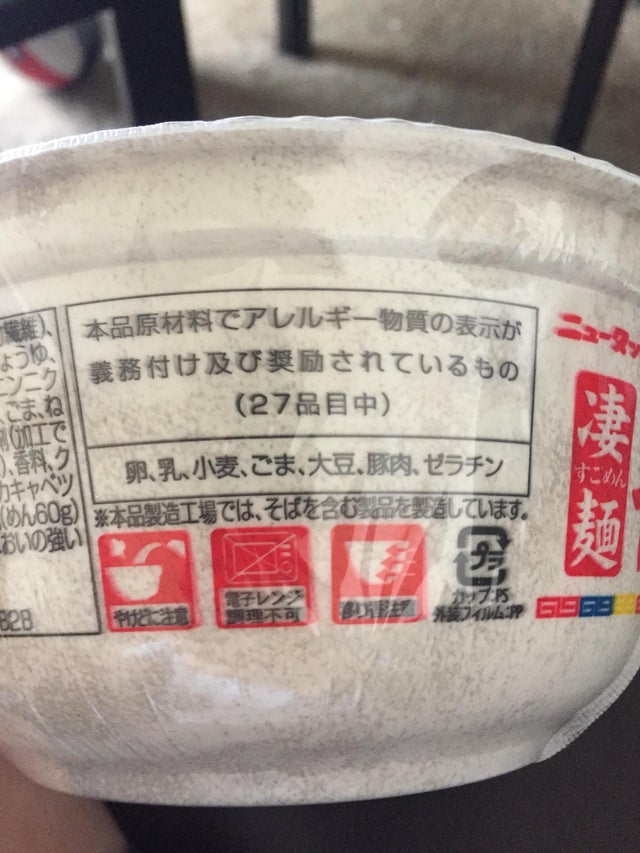 繊維)、
ょうゆ、
ンニク
、ごま、ね
剤(加工で
)、香料、ク
カキャベツ
(めん60g)
おいの強い
828
本品原材料でアレルギー物質の表示が
義務付け及び奨励されているもの
(27品目中)
卵、乳、小麦、ごま、大豆、豚肉、ゼラチン
※本品製造工場では、そばを含む製品を製造しています。
やけどに注意
電子レンジ
調理不可
プラ
カップ:PS
外装フィルム:PP
ニュータッ
凄麺
すごめん